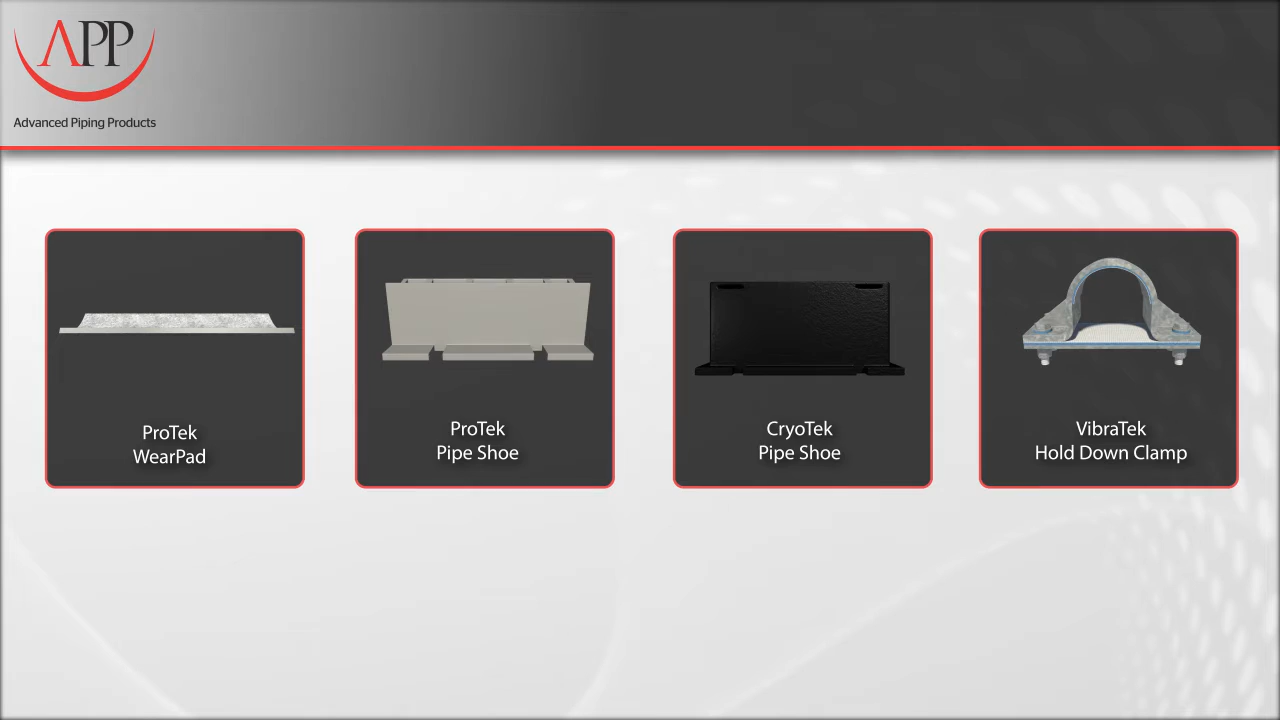 APP
Advanced Piping Products
ProTek
WearPad
ProTek
Pipe Shoe
CryoTek
Pipe Shoe
VibraTek
Hold Down Clamp